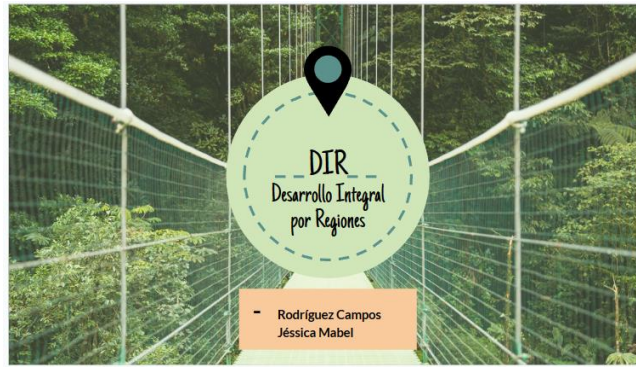 DIR
Desarrollo Integral
por Regiones
- Rodríguez Campos
Jéssica Mabel